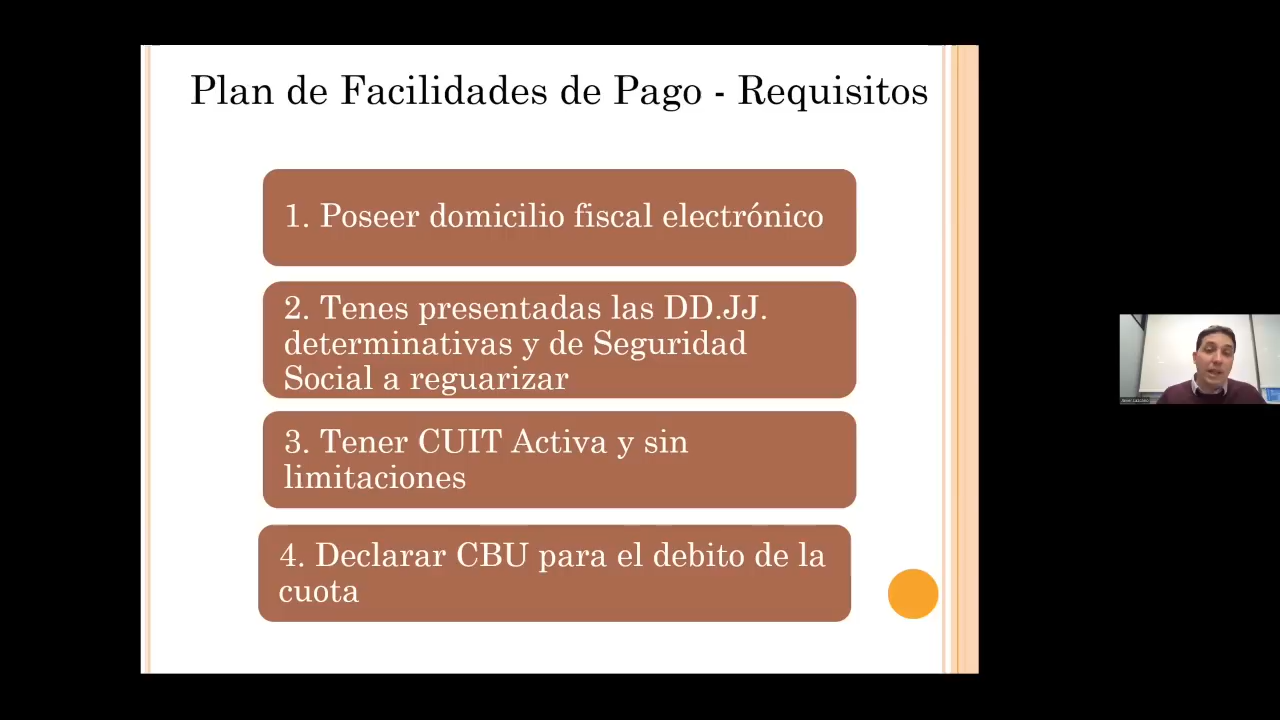 Plan de Facilidades de Pago - Requisitos
1. Poseer domicilio fiscal electrónico
2. Tenes presentadas las DD.JJ.
determinativas y de Seguridad
Social a reguarizar
3. Tener CUIT Activa y sin
limitaciones
4. Declarar CBU para el debito de la
cuota